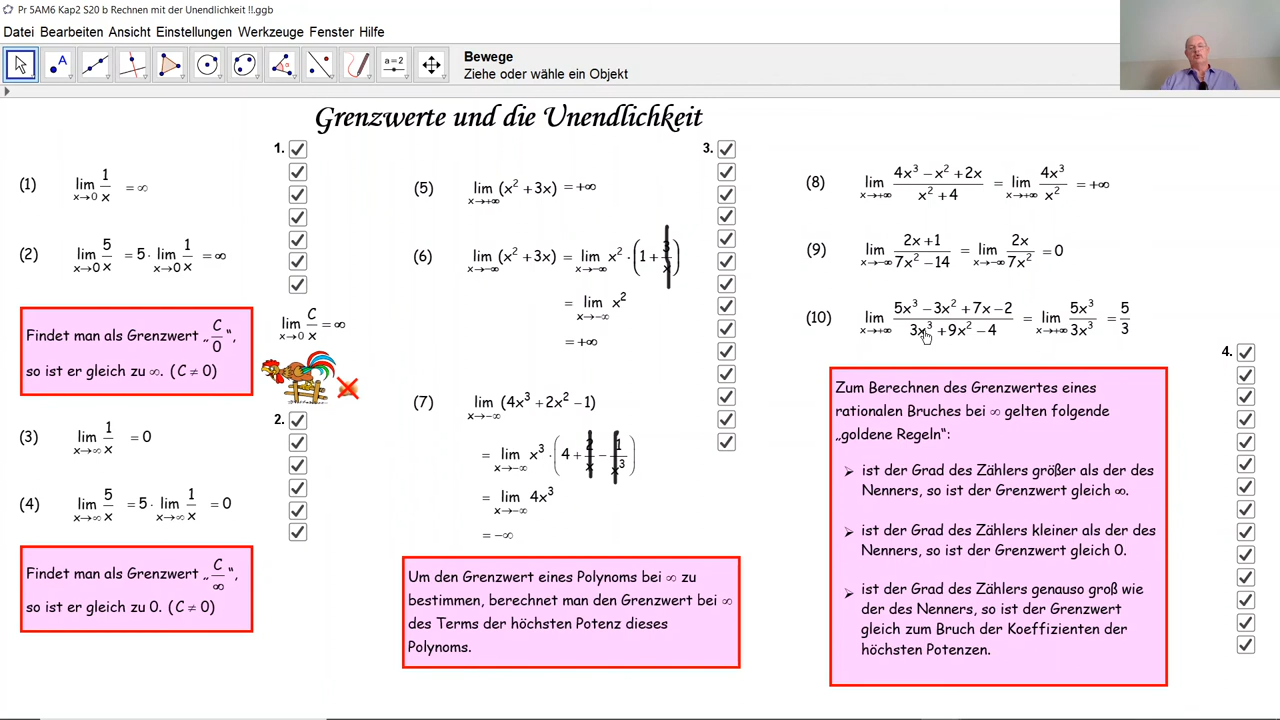 Pr 5AM6 Kap2 S20 b Rechnen mit der Unendlichkeit !!.ggb
Datei Bearbeiten Ansicht Einstellungen Werkzeuge Fenster Hilfe
A
a=2
Bewege
Ziehe oder wähle ein Objekt
Grenzwerte und die Unendlichkeit
1.
(1) lim x→0 1/x = ∞
(2) lim x→0 5/x = 5· lim x→0 1/x = ∞
Findet man als Grenzwert „C/0“,
so ist er gleich zu ∞. (C ≠ 0)
lim x→0 C/x = ∞
2.
(3) lim x→∞ 1/x = 0
(4) lim x→∞ 5/x = 5· lim x→∞ 1/x = 0
Findet man als Grenzwert „C/∞“,
so ist er gleich zu 0. (C ≠ 0)
3.
(5) lim x→+∞ (x² + 3x) = +∞
(6) lim x→-∞ (x² + 3x) = lim x→-∞ x² · (1 + 3/x)
= lim x→-∞ x²
= +∞
(7) lim x→-∞ (4x³ + 2x² − 1)
= lim x→-∞ x³ · (4 + 2/x − 1/x³)
= lim x→-∞ 4x³
= −∞
Um den Grenzwert eines Polynoms bei ∞ zu
bestimmen, berechnet man den Grenzwert bei ∞
des Terms der höchsten Potenz dieses
Polynoms.
(8) lim x→+∞ (4x³ − x² + 2x)/(x² + 4) = lim x→+∞ 4x³/x² = +∞
(9) lim x→-∞ (2x + 1)/(7x² − 14) = lim x→-∞ 2x/7x² = 0
(10) lim x→+∞ (5x³ − 3x² + 7x − 2)/(3x³ + 9x² − 4) = lim x→+∞ 5x³/3x³ = 5/3
4.
Zum Berechnen des Grenzwertes eines
rationalen Bruches bei ∞ gelten folgende
„goldene Regeln“:
➢ ist der Grad des Zählers größer als der des
Nenners, so ist der Grenzwert gleich ∞.
➢ ist der Grad des Zählers kleiner als der des
Nenners, so ist der Grenzwert gleich 0.
➢ ist der Grad des Zählers genauso groß wie
der des Nenners, so ist der Grenzwert
gleich zum Bruch der Koeffizienten der
höchsten Potenzen.